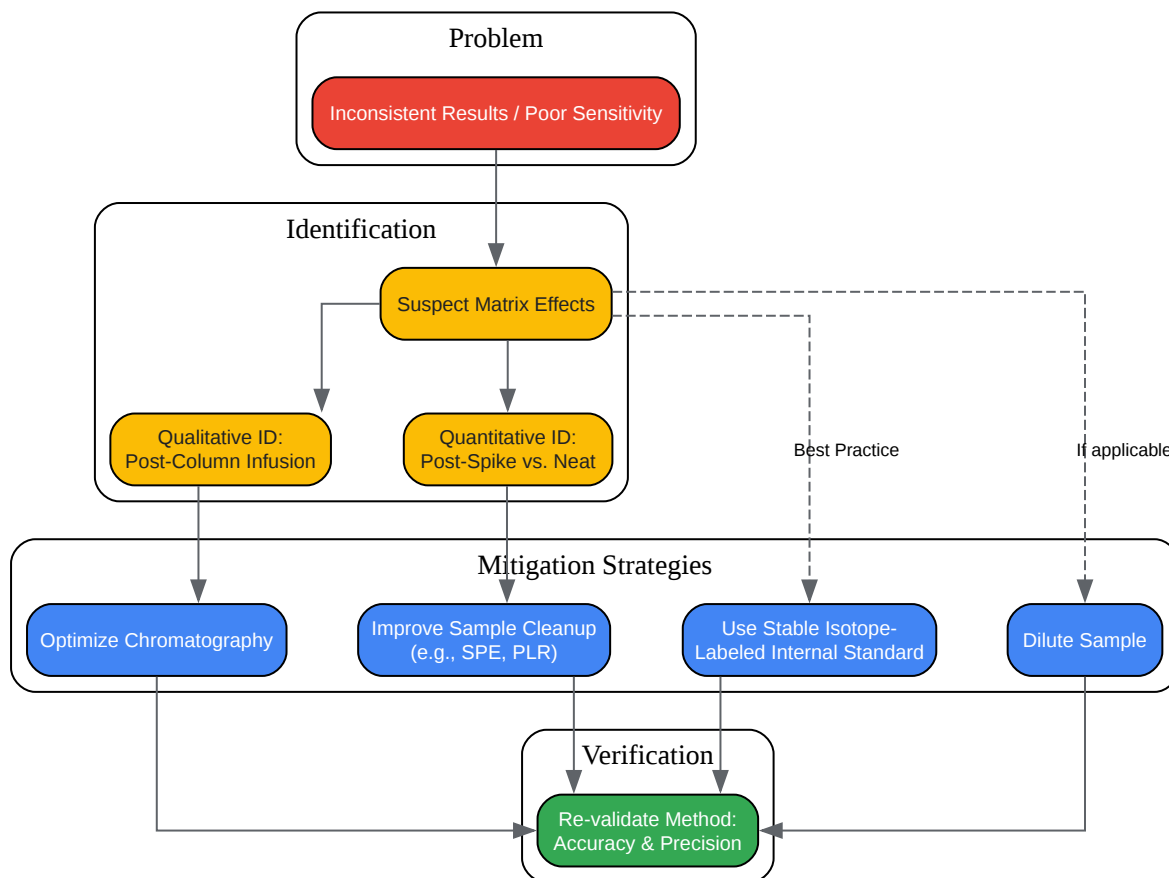 Problem
Inconsistent Results / Poor Sensitivity
Identification
Suspect Matrix Effects
Qualitative ID:
Post-Column Infusion
Quantitative ID:
Post-Spike vs. Neat
Best Practice
If applicable
Mitigation Strategies
Optimize Chromatography
Improve Sample Cleanup
(e.g., SPE, PLR)
Use Stable Isotope-
Labeled Internal Standard
Dilute Sample
Verification
Re-validate Method:
Accuracy & Precision